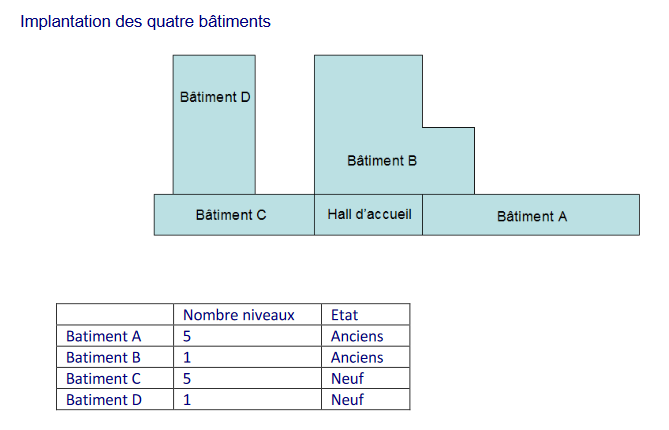 Implantation des quatre bâtiments
Bâtiment D
Bâtiment B
Bâtiment C
Hall d'accueil
Bâtiment A
Nombre niveaux Etat
Batiment A 5 Anciens
Batiment B 1 Anciens
Batiment C 5 Neuf
Batiment D 1 Neuf